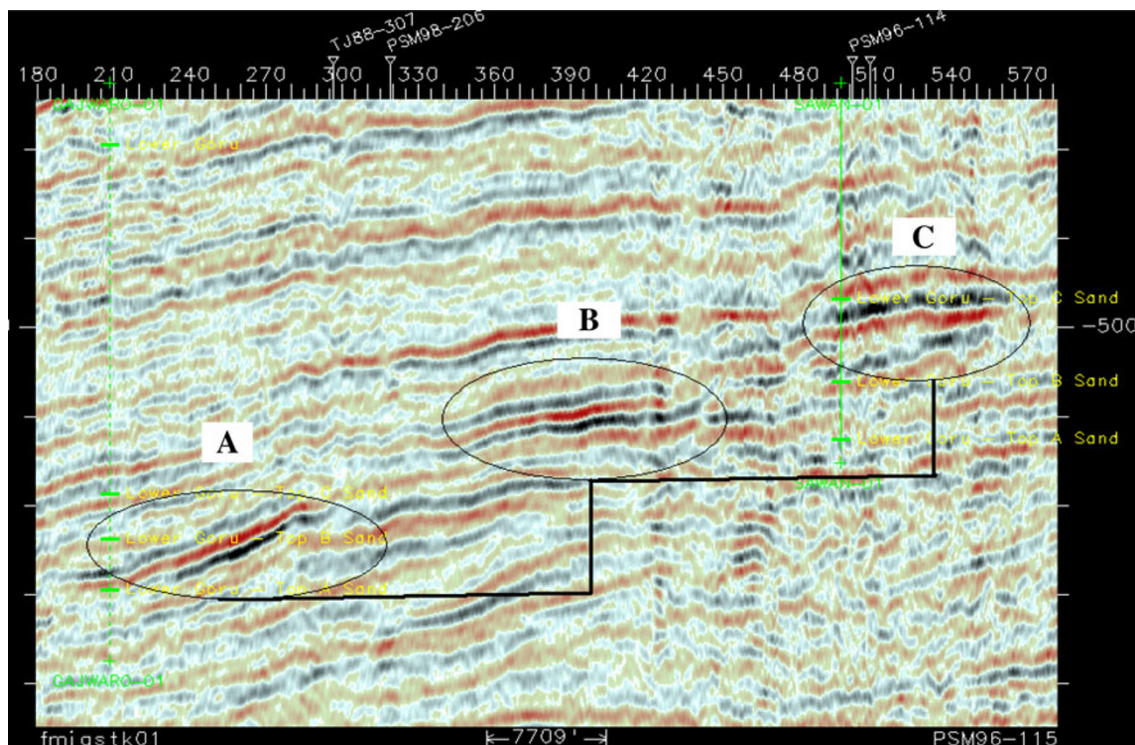 TJ88-307
PSM98-206
PSM96-114
180 210 240 270 300 330 360 390 420 450 480 510 540 570
GAJWARO-01
SAWAN-01
Lower Goru
C
Lower Goru - Top C Sand
B
-500
Lower Goru - Top B Sand
A
Lower Goru - Top A Sand
SAWAN-01
Lower Goru - Top C Sand
Lower Goru - Top B Sand
Lower Goru - Top A Sand
GAJWARO-01
fmigstk01
7709'
PSM96-115